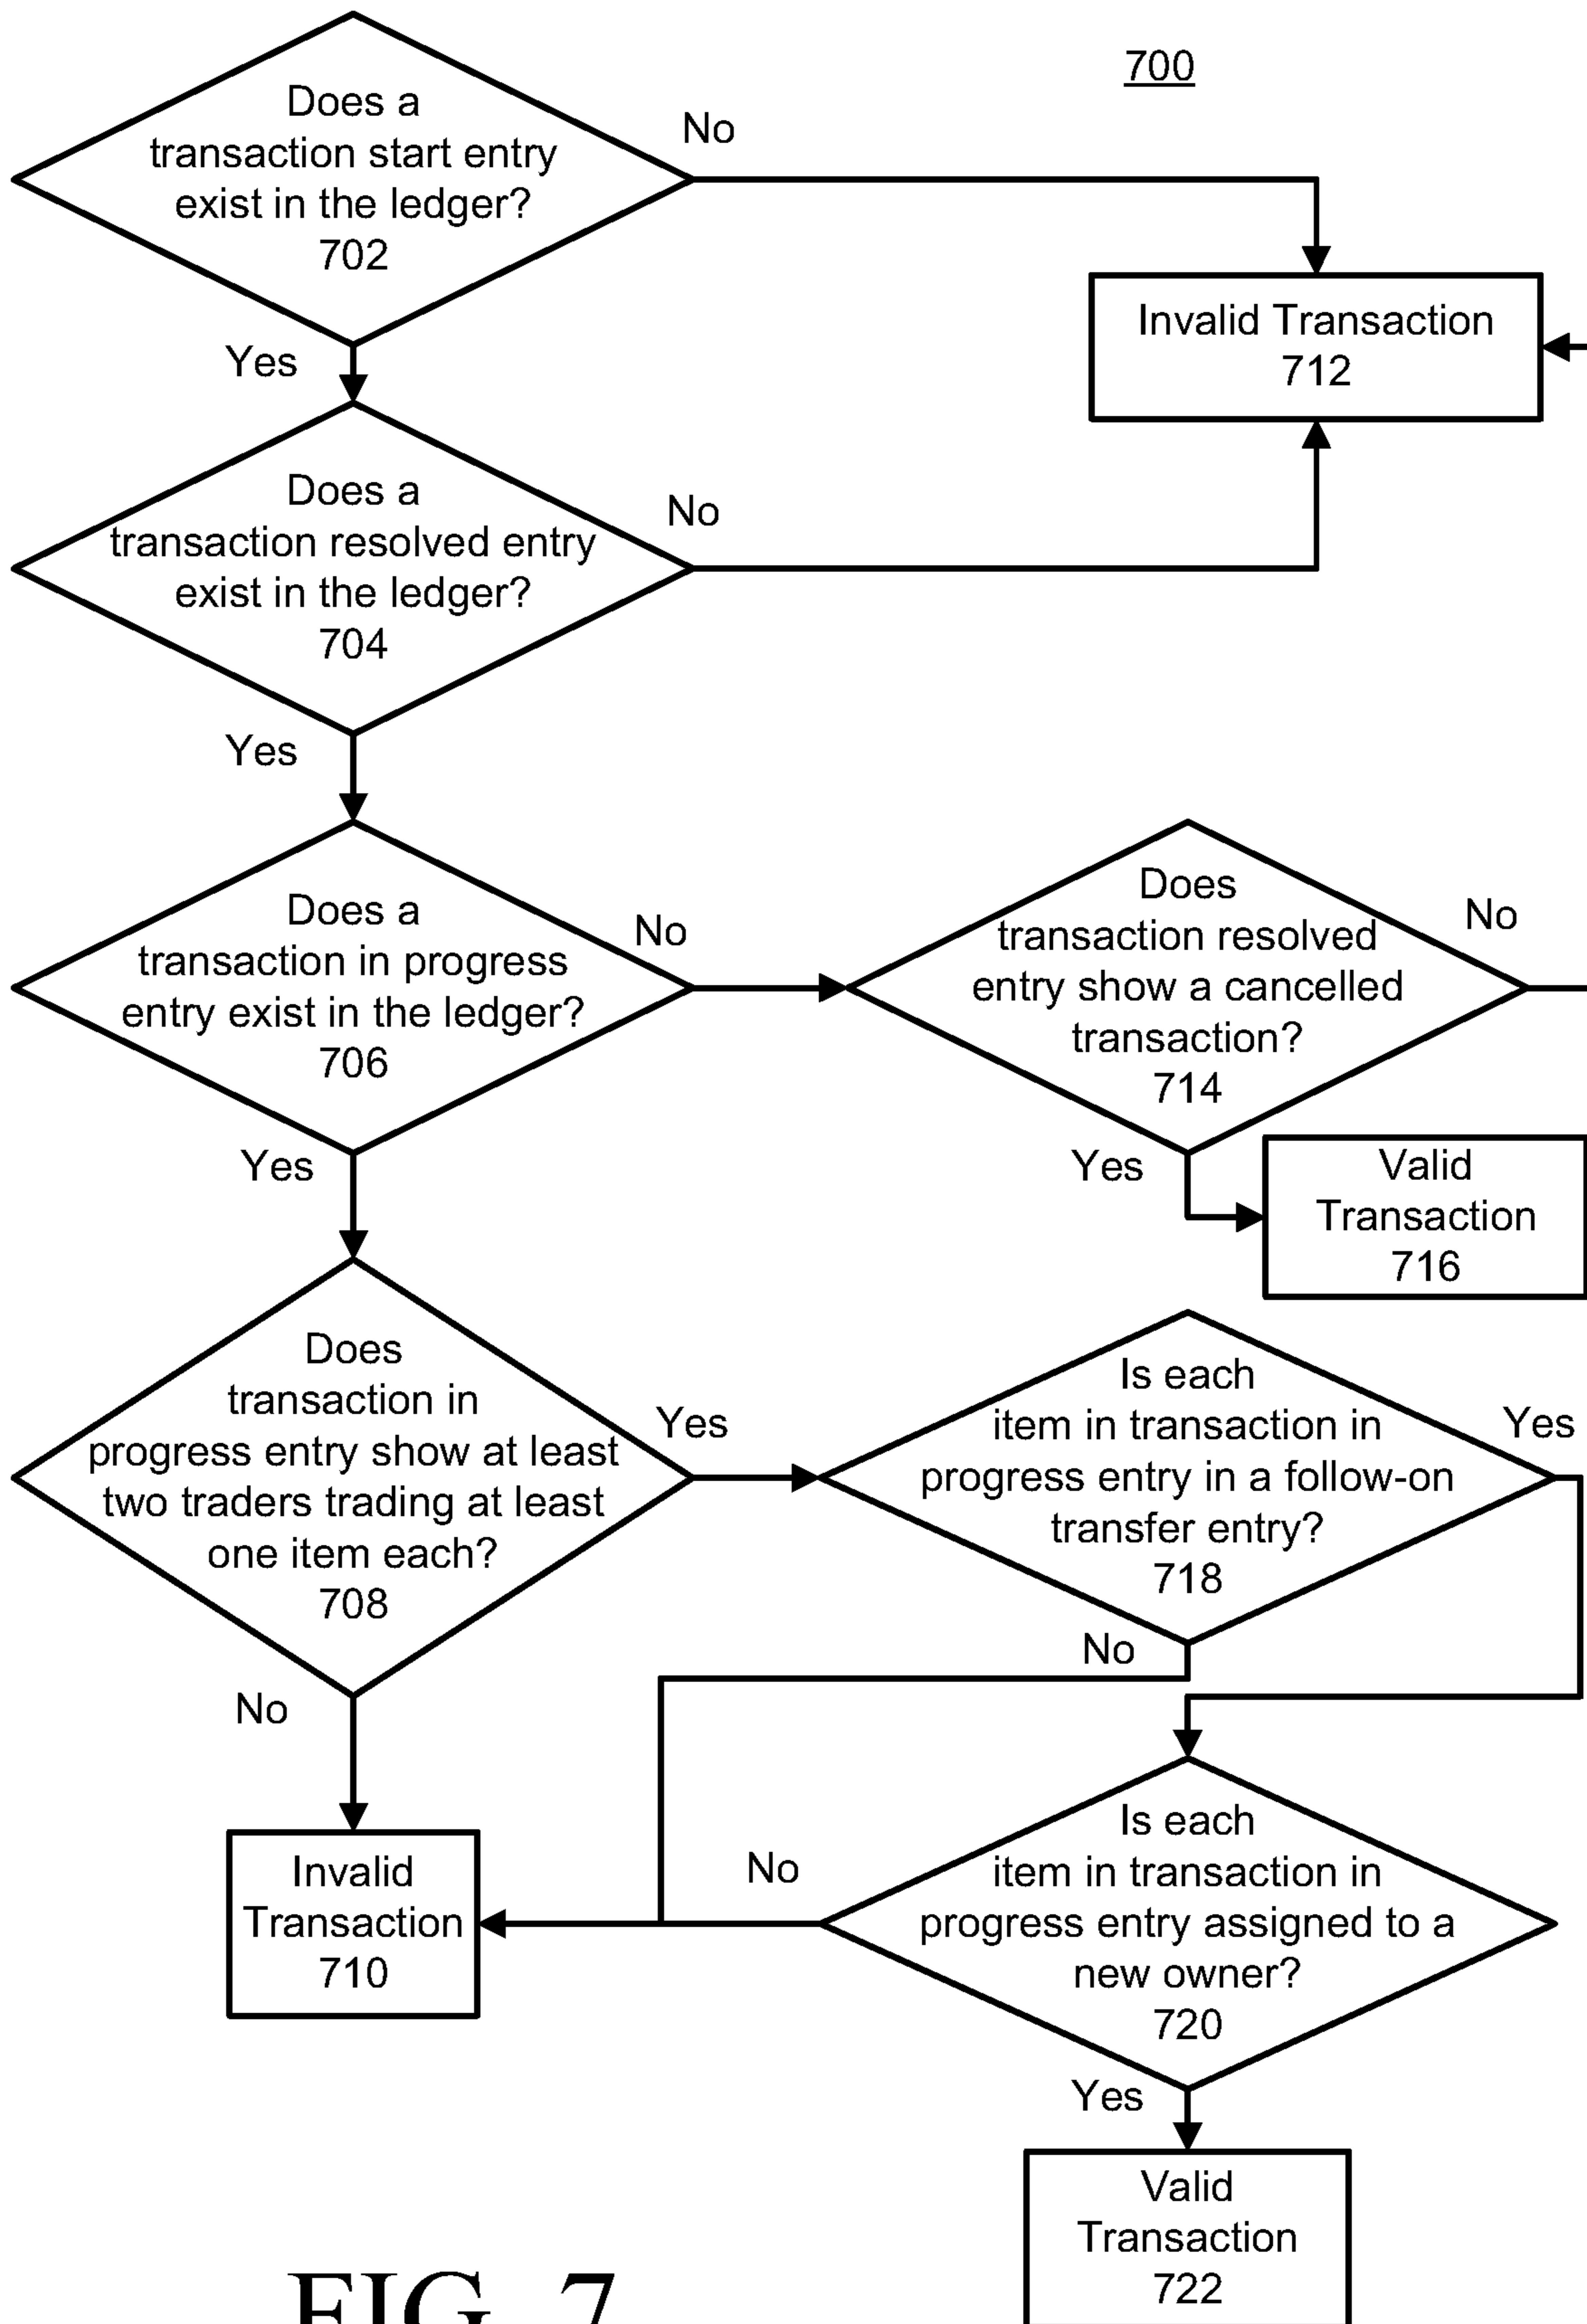 700
Does a
transaction start entry
exist in the ledger?
702
No
Yes
Invalid Transaction
712
Does a
transaction resolved entry
exist in the ledger?
704
No
Yes
Does a
transaction in progress
entry exist in the ledger?
706
No
Yes
Does
transaction resolved
entry show a cancelled
transaction?
714
No
Yes
Valid
Transaction
716
Does
transaction in
progress entry show at least
two traders trading at least
one item each?
708
Yes
No
Is each
item in transaction in
progress entry in a follow-on
transfer entry?
718
Yes
No
Invalid
Transaction
710
Is each
item in transaction in
progress entry assigned to a
new owner?
720
No
Yes
Valid
Transaction
722
FIG. 7